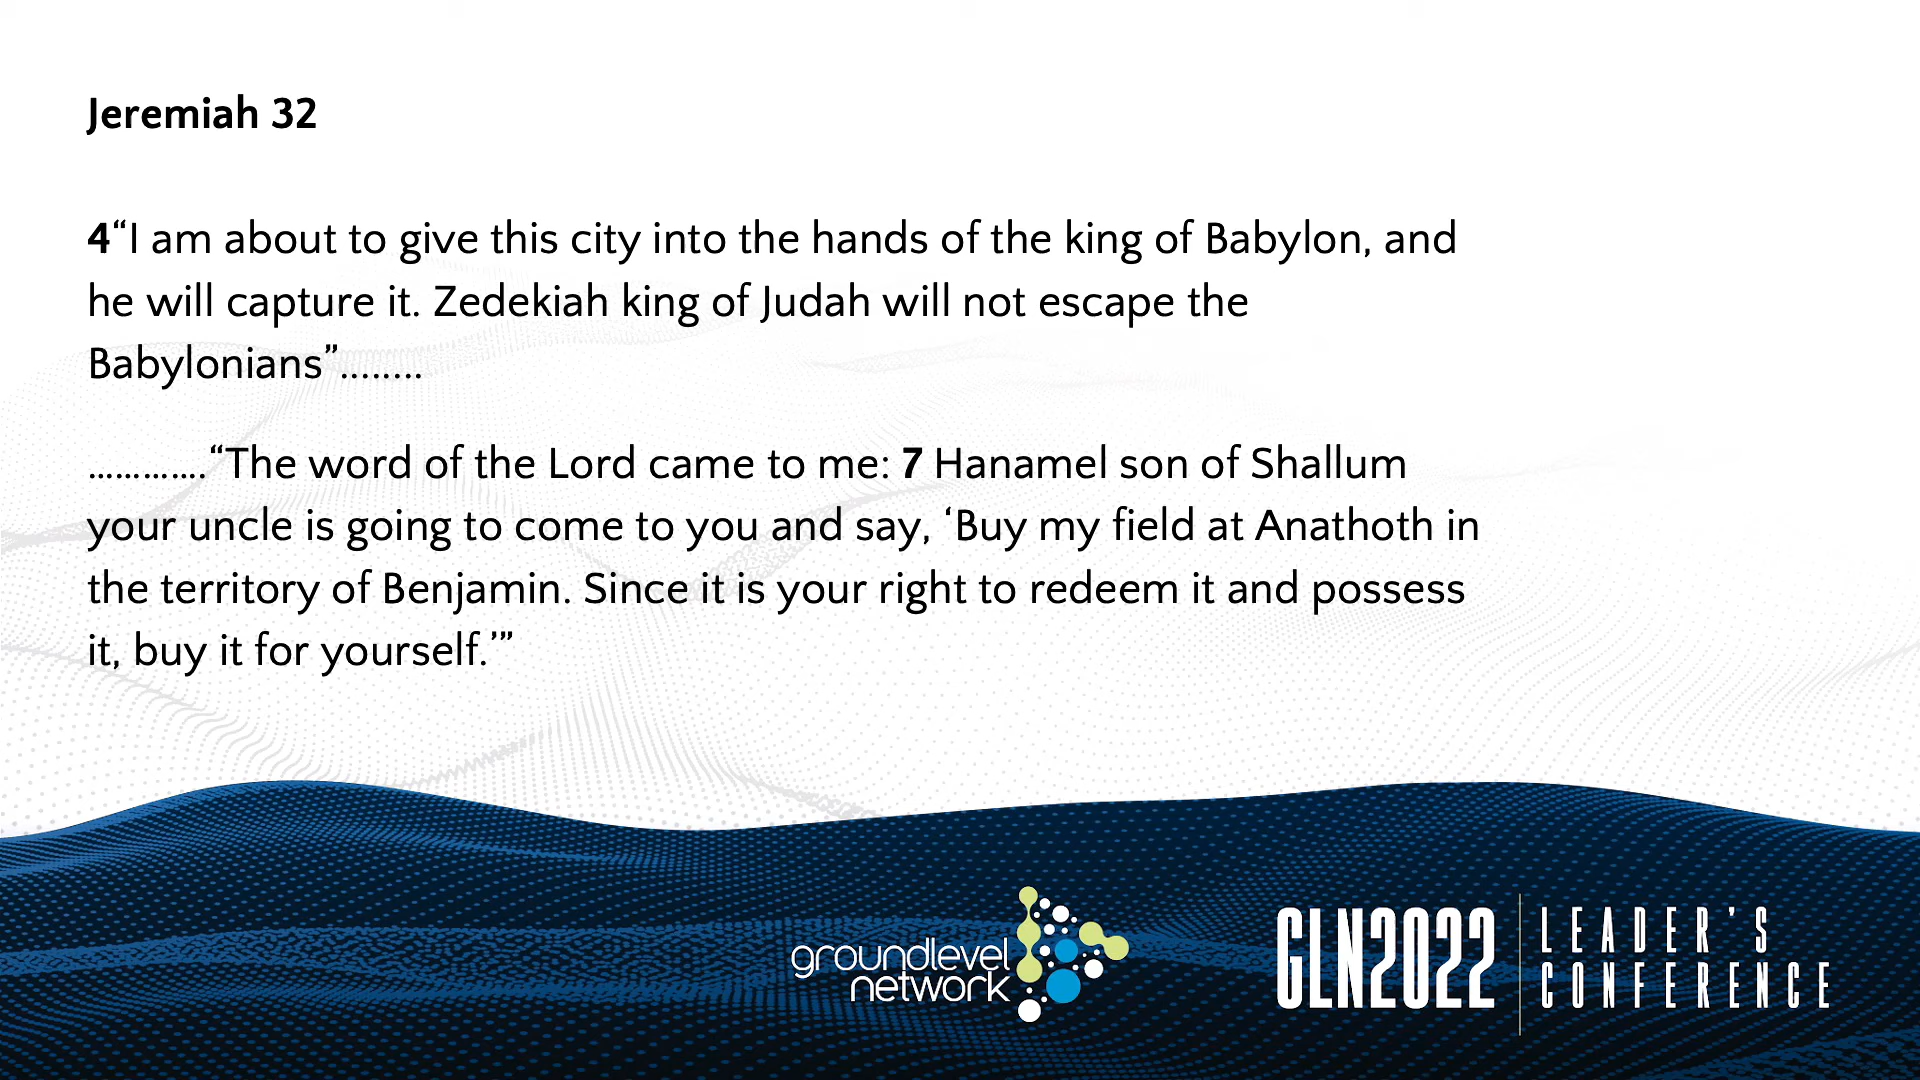 Jeremiah 32
4“I am about to give this city into the hands of the king of Babylon, and
he will capture it. Zedekiah king of Judah will not escape the
Babylonians”........
.............“The word of the Lord came to me: 7 Hanamel son of Shallum
your uncle is going to come to you and say, ‘Buy my field at Anathoth in
the territory of Benjamin. Since it is your right to redeem it and possess
it, buy it for yourself.’”
groundlevel
network
GLN2022
LEADER'S
CONFERENCE